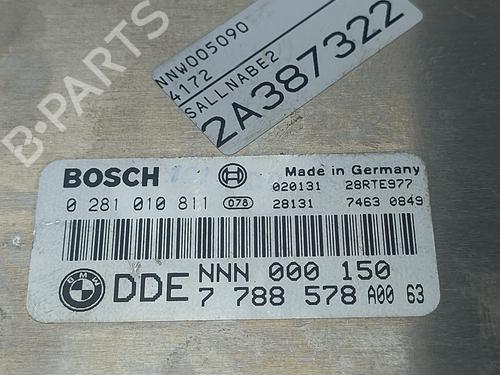 B-PARTS
NNW005090
4172
SALLNABE2
2A387322
BOSCH
Made in Germany
020131 28RTE977
0 281 010 811 078 28131 7463 0849
BMW
DDE NNN 000 150
7 788 578 A00 63